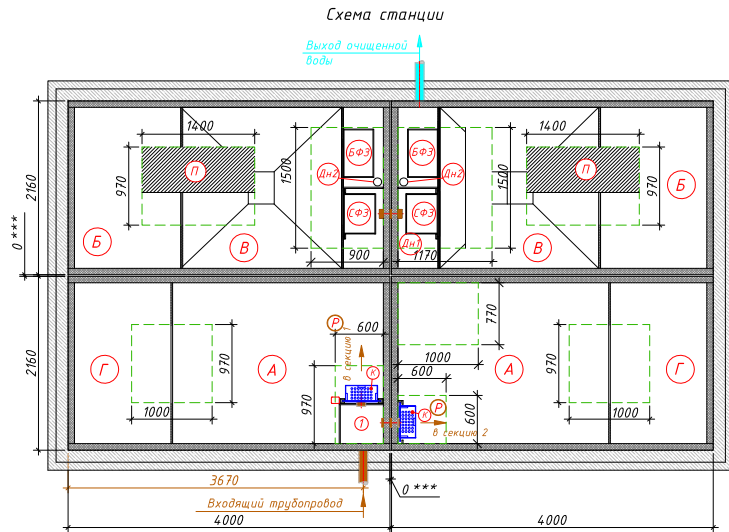 Схема станции
Выход очищенной
воды
1400
1400
БФЗ
БФЗ
П
П
970
1500
Дн2
Дн2
1500
970
Б
2160
СФЗ
СФЗ
Б
В
Дн1
В
0 ***
900
1170
Р
600
770
970
в секцию 1
1000
970
Г
А
А
Г
2160
К
600
1000
970
К
Р
600
1000
1
в секцию 2
3670
0 ***
Входящий трубопровод
4000
4000